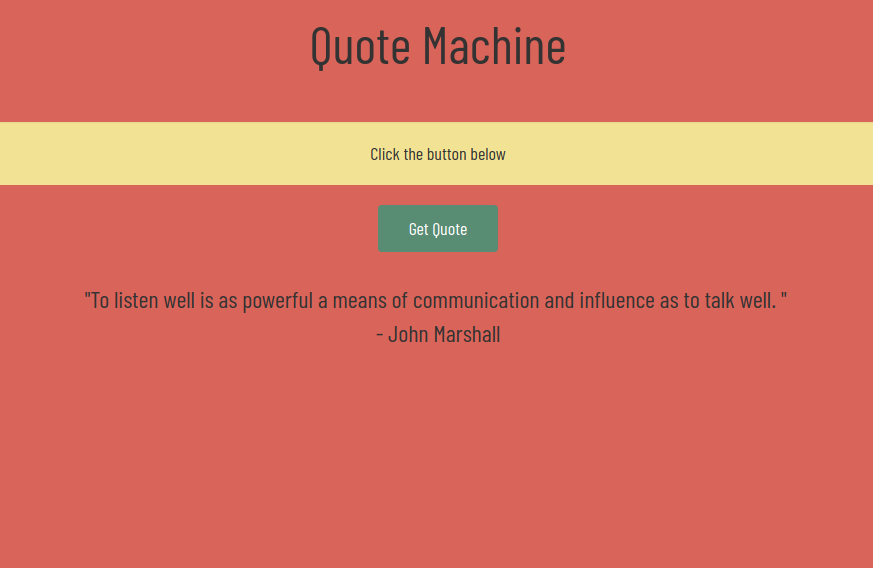 Quote Machine
Click the button below
Get Quote
"To listen well is as powerful a means of communication and influence as to talk well. "
- John Marshall